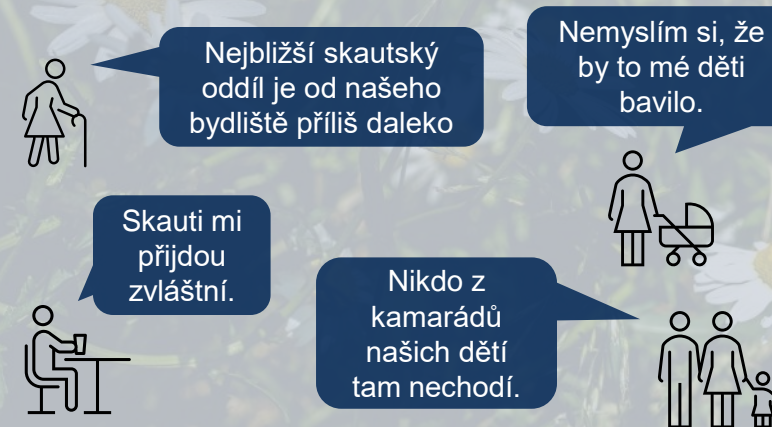 Nejbližší skautský
oddíl je od našeho
bydliště příliš daleko
Nemyslím si, že
by to mé děti
bavilo.
Skauti mi
přijdou
zvláštní.
Nikdo z
kamarádů
našich dětí
tam nechodí.